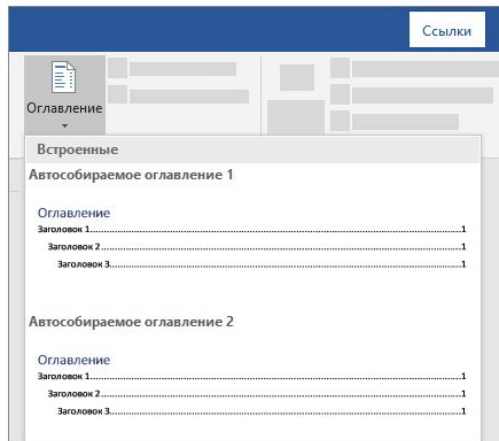 Ссылки
Оглавление
Встроенные
Автособираемое оглавление 1
Оглавление
Заголовок 1...1
Заголовок 2...1
Заголовок 3...1
Автособираемое оглавление 2
Оглавление
Заголовок 1...1
Заголовок 2...1
Заголовок 3...1